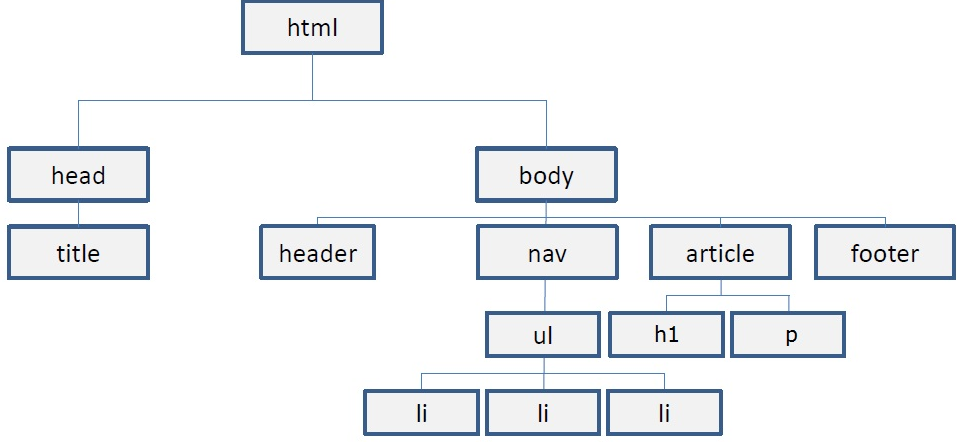 html
head
body
title
header
nav
article
footer
ul
h1
p
li
li
li